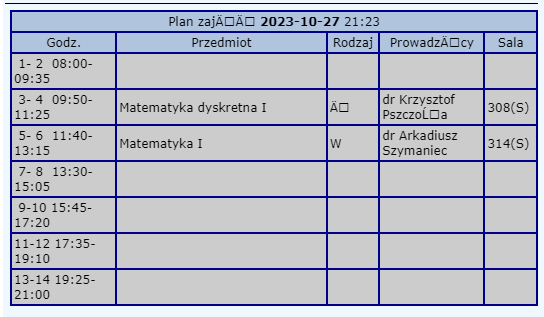 Plan zajÄ□Ä□ 2023-10-27 21:23
Godz. Przedmiot Rodzaj ProwadzÄ□cy Sala
1- 2 08:00-
09:35
3- 4 09:50-
11:25
Matematyka dyskretna I
Ä□
dr Krzysztof
PszczoĹ□a
308(S)
5- 6 11:40-
13:15
Matematyka I
W
dr Arkadiusz
Szymaniec
314(S)
7- 8 13:30-
15:05
9-10 15:45-
17:20
11-12 17:35-
19:10
13-14 19:25-
21:00